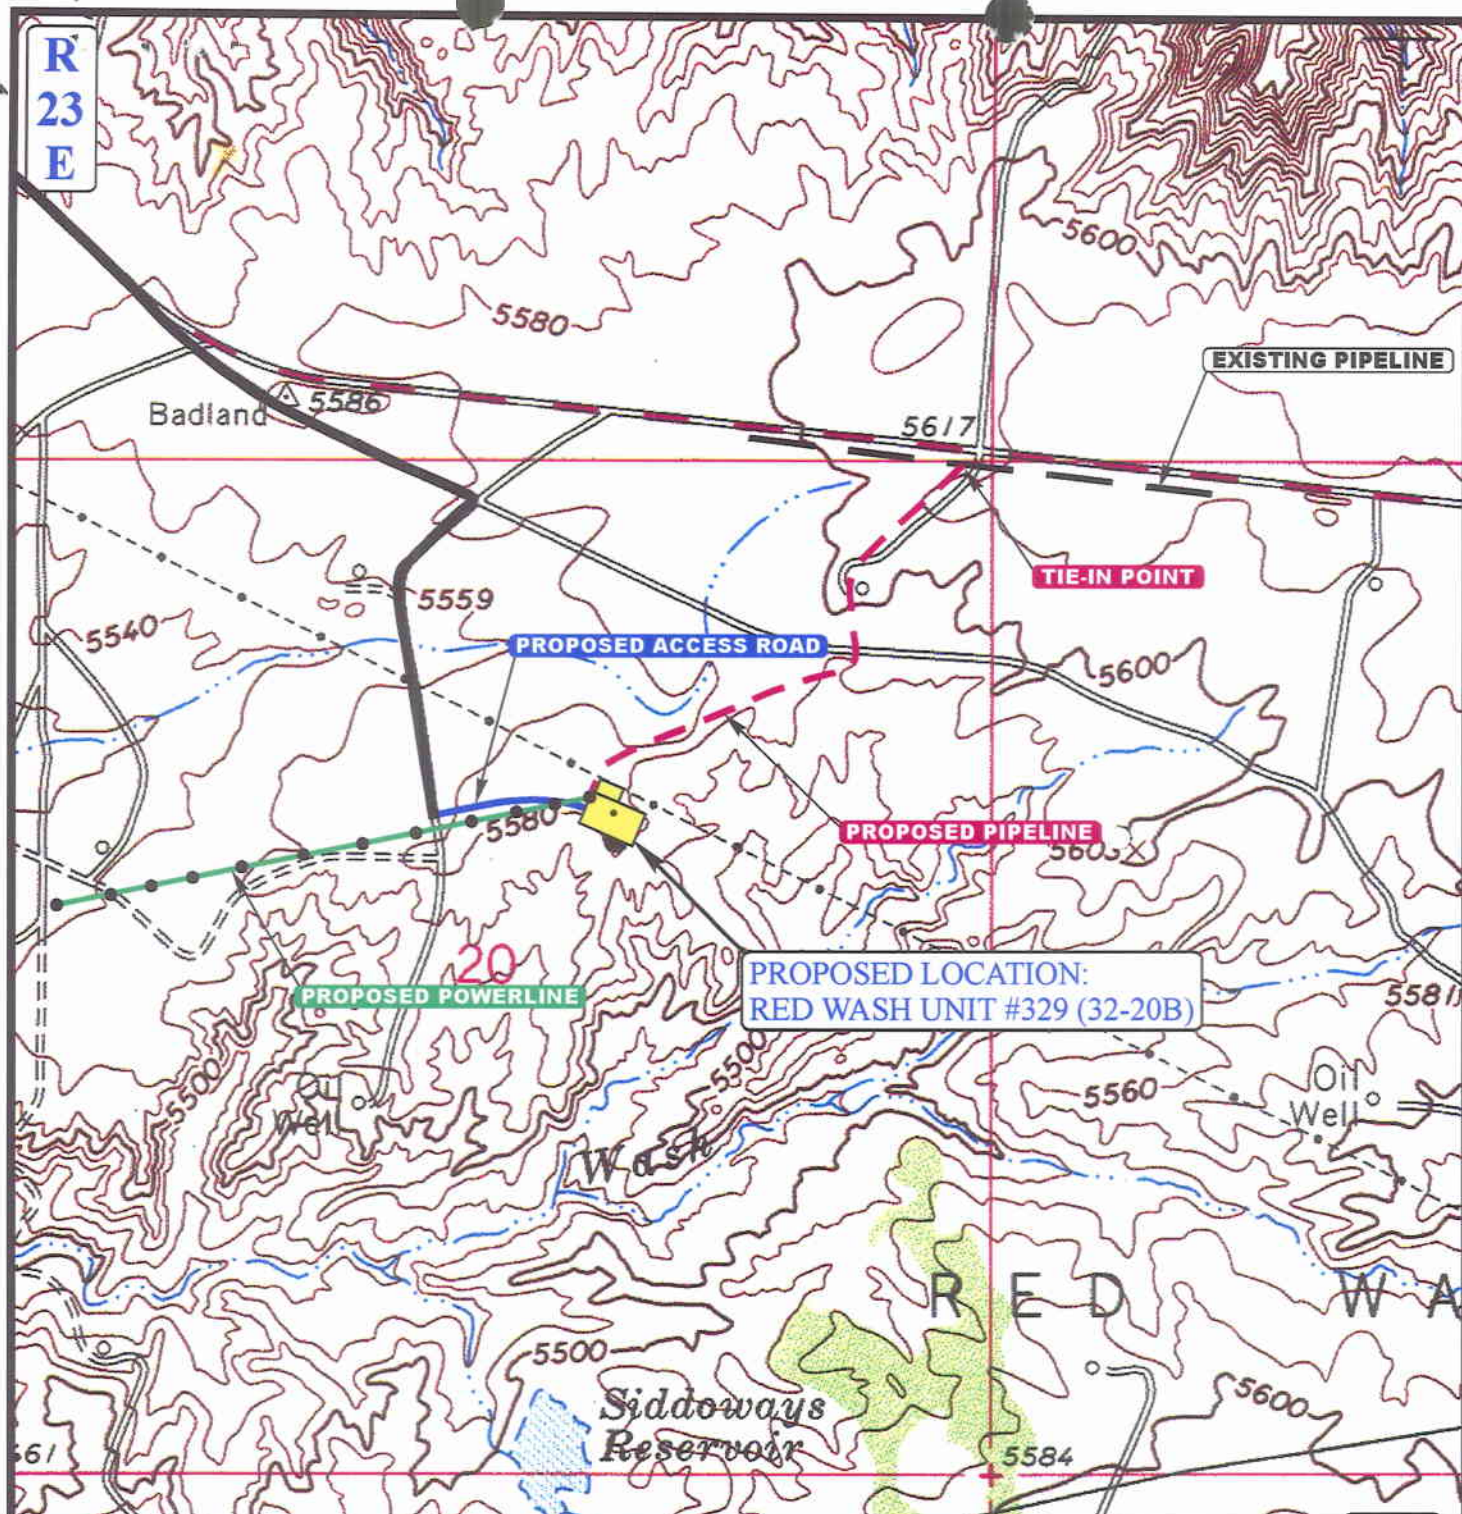 R
23
E
5600
5580
EXISTING PIPELINE
Badland
5586
5617
TIE-IN POINT
5559
5540
PROPOSED ACCESS ROAD
5600
5580
PROPOSED PIPELINE
5603
20
PROPOSED LOCATION:
RED WASH UNIT #329 (32-20B)
PROPOSED POWERLINE
5581
5500
5500
Oil
Well
5560
Oil
Well
Wash
RED WA
5500
Siddoways
Reservoir
5600
5584